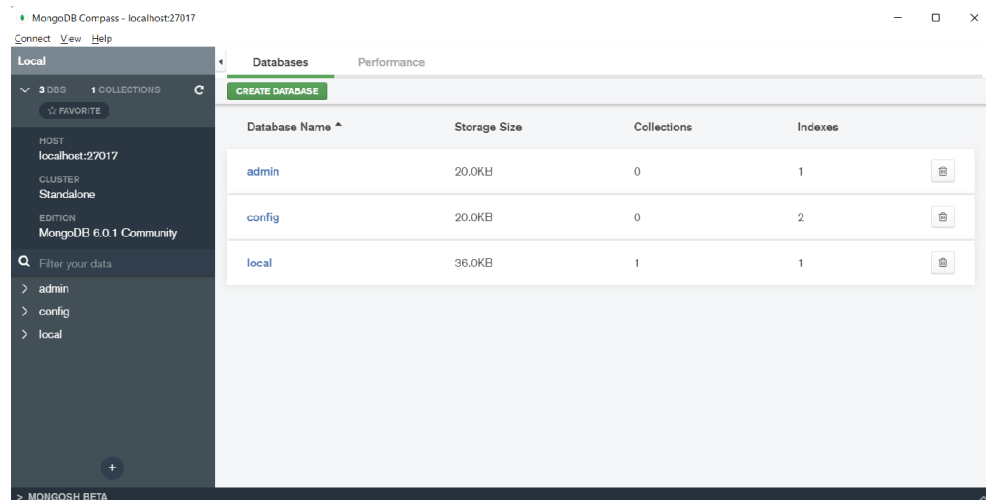 MongoDB Compass - localhost:27017
Connect View Help
Local
3 DBS 1 COLLECTIONS
FAVORITE
HOST
localhost:27017
CLUSTER
Standalone
EDITION
MongoDB 6.0.1 Community
Filter your data
admin
config
local
+
> MONGOSH BETA
Databases Performance
CREATE DATABASE
Database Name Storage Size Collections Indexes
admin 20.0KB 0 1
config 20.0KB 0 2
local 36.0KB 1 1